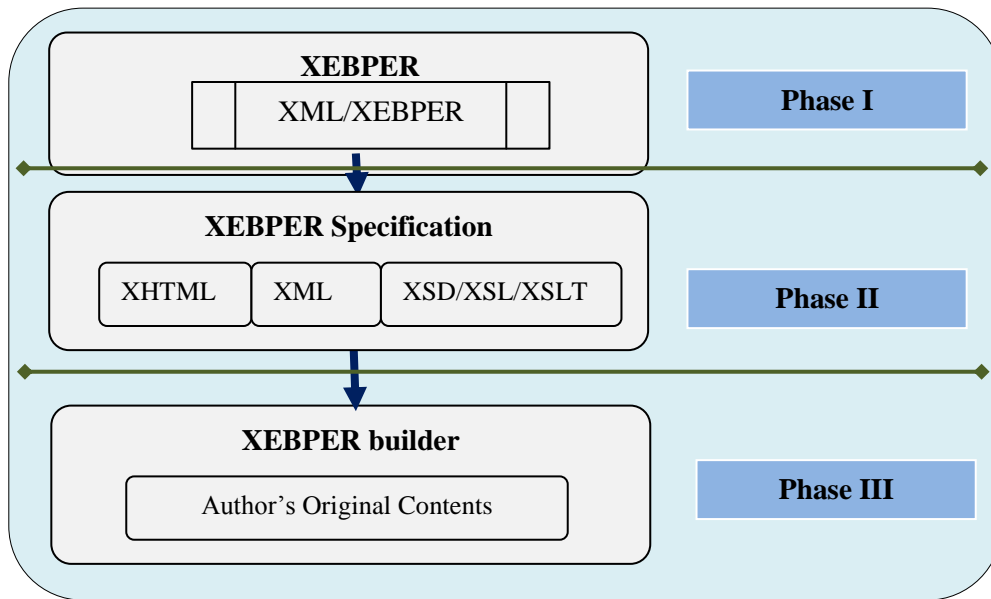 XEBPER
XML/XEBPER
Phase I
XEBPER Specification
XHTML
XML
XSD/XSL/XSLT
Phase II
XEBPER builder
Author’s Original Contents
Phase III